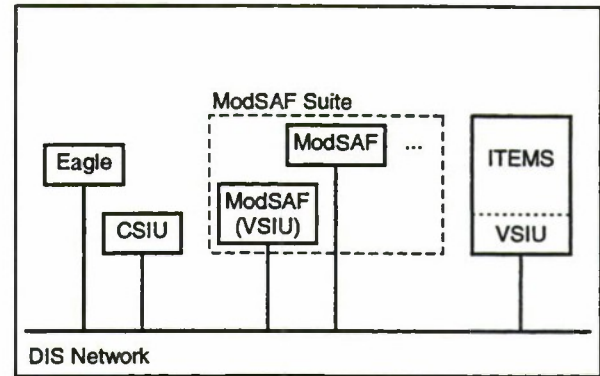 ModSAF Suite
Eagle
CSIU
ModSAF
(VSIU)
ModSAF
...
ITEMS
VSIU
DIS Network